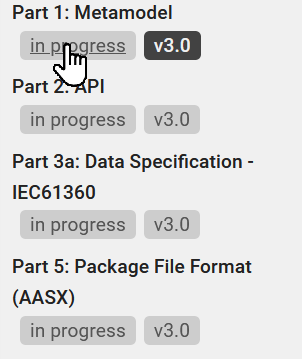 Part 1: Metamodel
in progress v3.0
Part 2: API
in progress v3.0
Part 3a: Data Specification -
IEC61360
in progress v3.0
Part 5: Package File Format
(AASX)
in progress v3.0